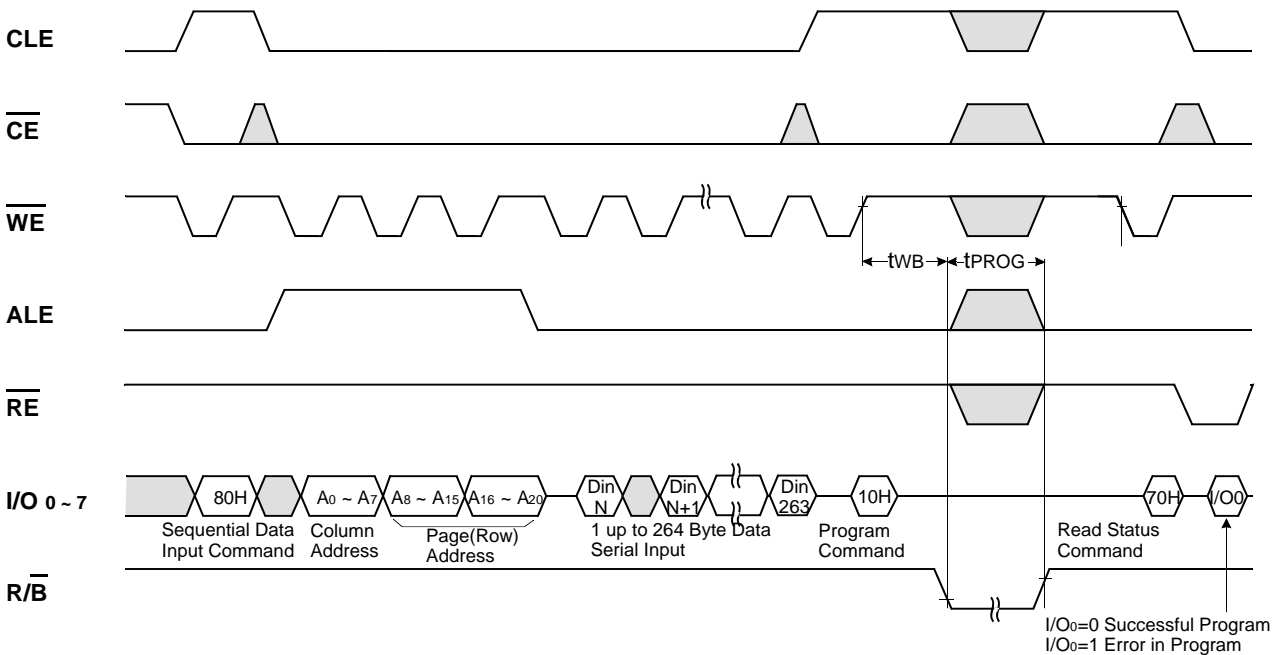 CLE
CE
WE
tWB tPROG
ALE
RE
I/O 0 ~ 7
80H A0 ~ A7 A8 ~ A15 A16 ~ A20 Din N Din N+1 Din 263 10H 70H I/O0
Sequential Data Input Command
Column Address
Page(Row) Address
1 up to 264 Byte Data Serial Input
Program Command
Read Status Command
R/B
I/O0=0 Successful Program
I/O0=1 Error in Program